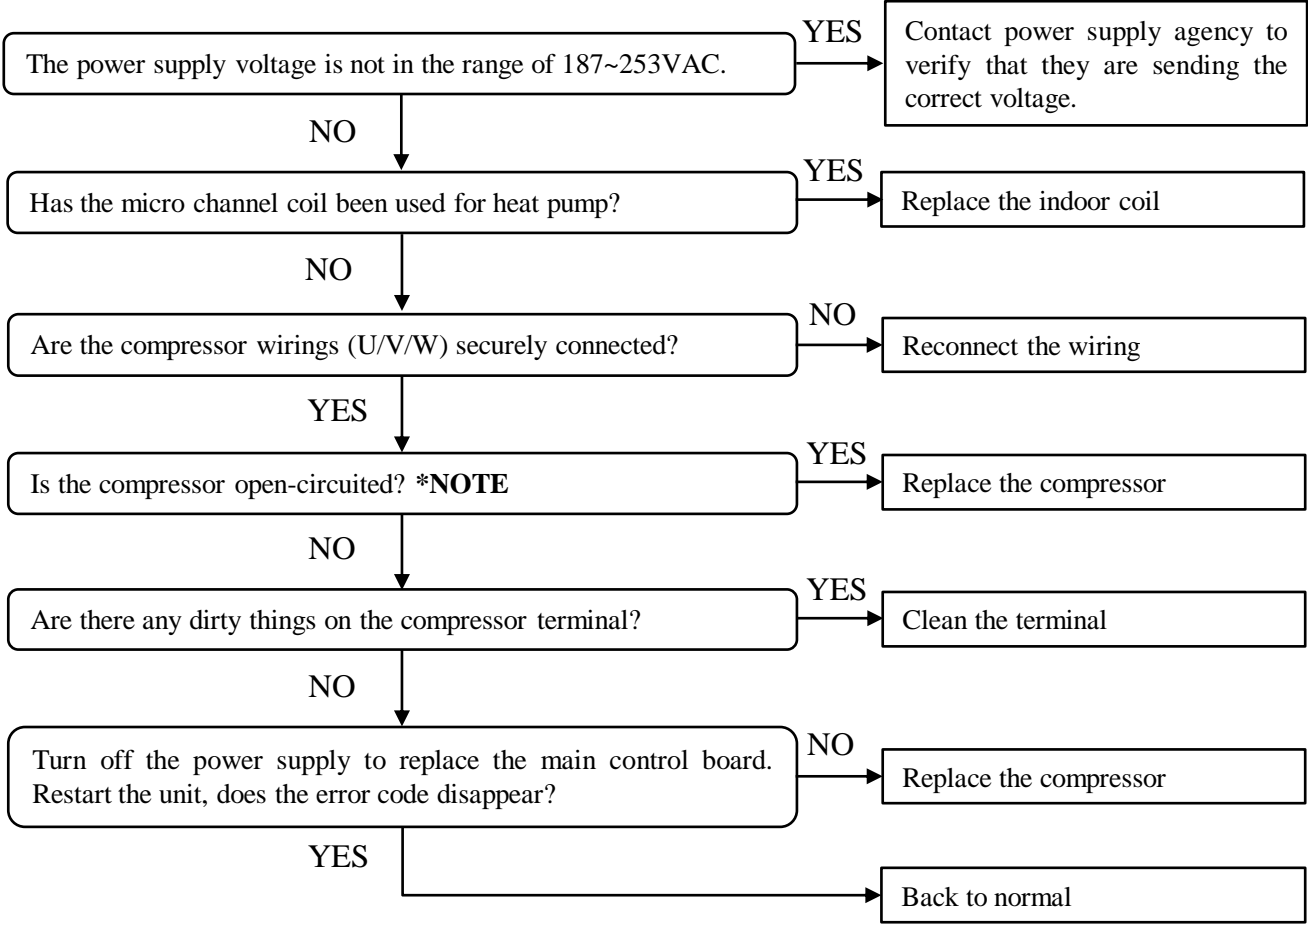 The power supply voltage is not in the range of 187~253VAC.
YES
Contact power supply agency to
verify that they are sending the
correct voltage.
NO
Has the micro channel coil been used for heat pump?
YES
Replace the indoor coil
NO
Are the compressor wirings (U/V/W) securely connected?
NO
Reconnect the wiring
YES
Is the compressor open-circuited? *NOTE
YES
Replace the compressor
NO
Are there any dirty things on the compressor terminal?
YES
Clean the terminal
NO
Turn off the power supply to replace the main control board.
Restart the unit, does the error code disappear?
NO
Replace the compressor
YES
Back to normal